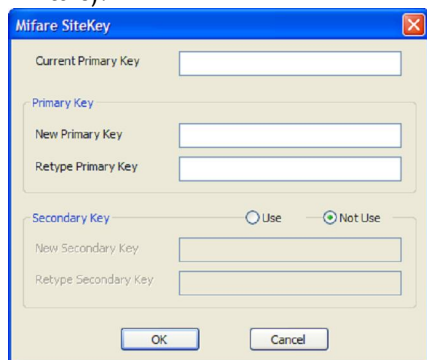 Mifare SiteKey
Current Primary Key
Primary Key
New Primary Key
Retype Primary Key
Secondary Key Use Not Use
New Secondary Key
Retype Secondary Key
OK Cancel